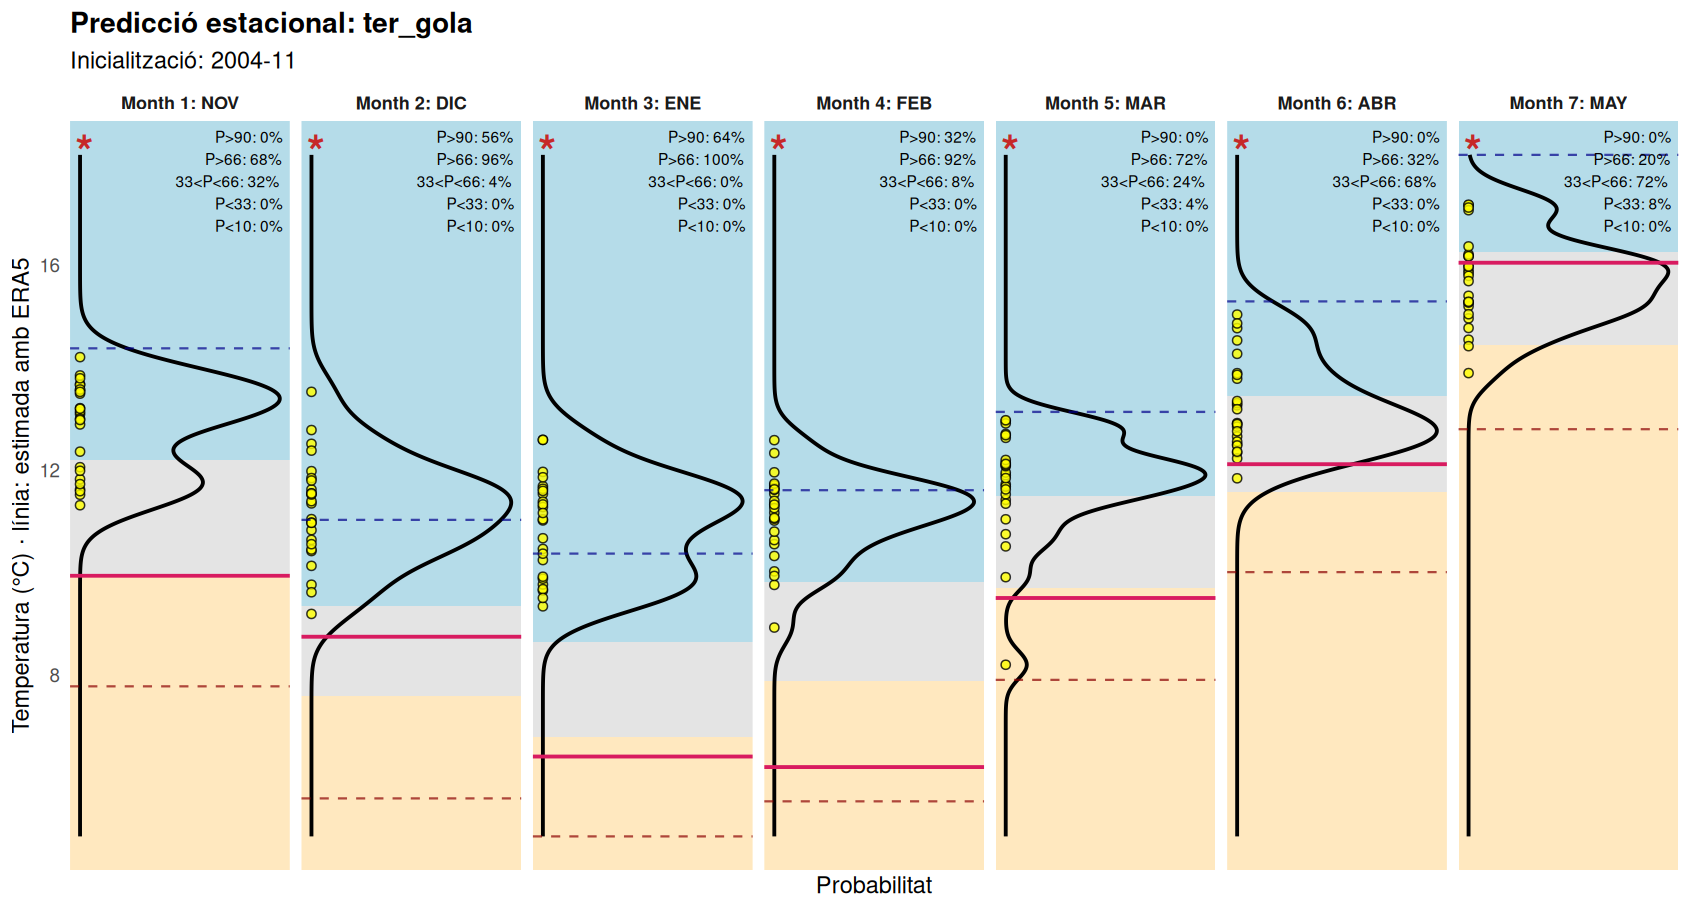 Predicció estacional: ter_gola
Inicialització: 2004-11
Month 1: NOV
Month 2: DIC
Month 3: ENE
Month 4: FEB
Month 5: MAR
Month 6: ABR
Month 7: MAY
*
P>90: 0%
P>66: 68%
33<P<66: 32%
P<33: 0%
P<10: 0%
*
P>90: 56%
P>66: 96%
33<P<66: 4%
P<33: 0%
P<10: 0%
*
P>90: 64%
P>66: 100%
33<P<66: 0%
P<33: 0%
P<10: 0%
*
P>90: 32%
P>66: 92%
33<P<66: 8%
P<33: 0%
P<10: 0%
*
P>90: 0%
P>66: 72%
33<P<66: 24%
P<33: 4%
P<10: 0%
*
P>90: 0%
P>66: 32%
33<P<66: 68%
P<33: 0%
P<10: 0%
*
P>90: 0%
P>66: 20%
33<P<66: 72%
P<33: 8%
P<10: 0%
16
12
8
Temperatura (°C) · línia: estimada amb ERA5
Probabilitat